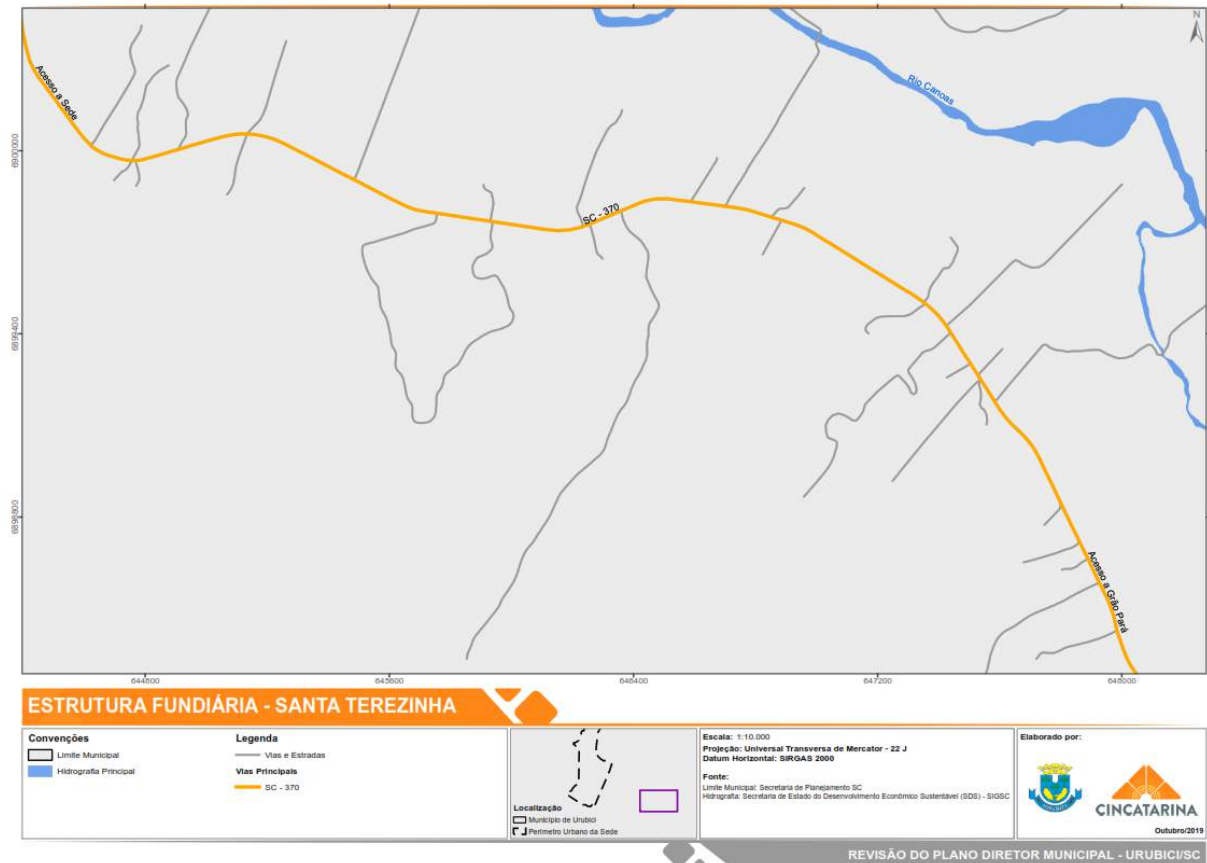 N
Acesso a Sede
Rio Canoas
SC - 370
Acesso a Grão Pará
6899400
6898800
644800
645600
646400
647200
648000
ESTRUTURA FUNDIÁRIA - SANTA TEREZINHA
Convenções
Limite Municipal
Hidrografia Principal
Legenda
Vias e Estradas
Vias Principais
SC - 370
Localização
Município de Urubici
Perímetro Urbano da Sede
Escala: 1:10.000
Projeção: Universal Transversa de Mercator - 22 J
Datum Horizontal: SIRGAS 2000
Fonte:
Limite Municipal: Secretaria de Planejamento SC
Hidrografia: Secretaria de Estado do Desenvolvimento Econômico Sustentável (SDS) - SIGSC
Elaborado por:
CINCATARINA
Outubro/2019
REVISÃO DO PLANO DIRETOR MUNICIPAL - URUBICI/SC